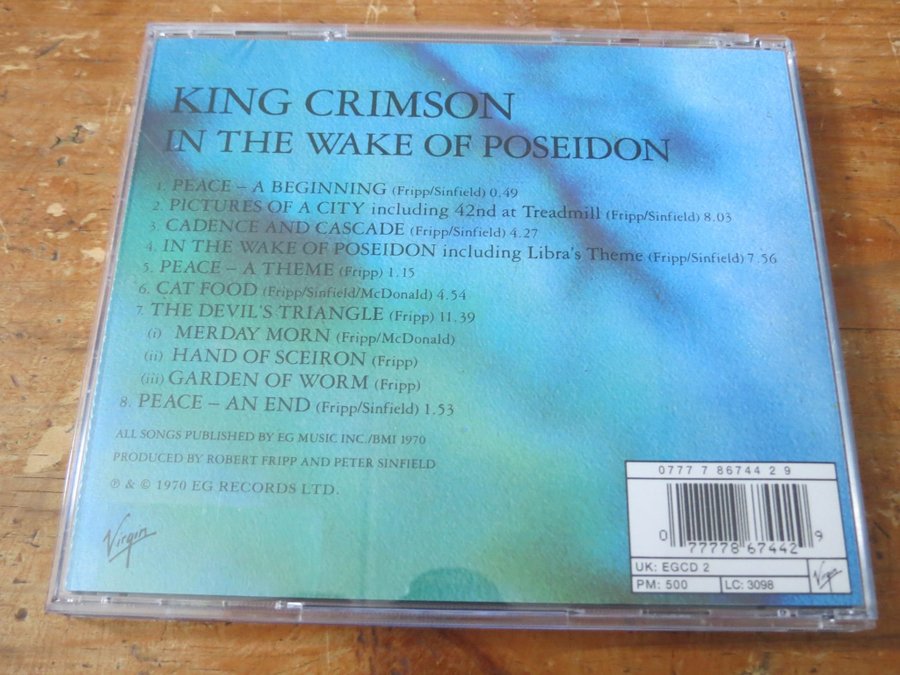 KING CRIMSON
IN THE WAKE OF POSEIDON
1. PEACE – A BEGINNING (Fripp/Sinfield) 0.49
2. PICTURES OF A CITY including 42nd at Treadmill (Fripp/Sinfield) 8.03
3. CADENCE AND CASCADE (Fripp/Sinfield) 4.27
4. IN THE WAKE OF POSEIDON including Libra's Theme (Fripp/Sinfield) 7.56
5. PEACE – A THEME (Fripp) 1.15
6. CAT FOOD (Fripp/Sinfield/McDonald) 4.54
7. THE DEVIL'S TRIANGLE (Fripp) 11.39
(i) MERDAY MORN (Fripp/McDonald)
(ii) HAND OF SCEIRON (Fripp)
(iii) GARDEN OF WORM (Fripp)
8. PEACE – AN END (Fripp/Sinfield) 1.53
ALL SONGS PUBLISHED BY EG MUSIC INC./BMI 1970
PRODUCED BY ROBERT FRIPP AND PETER SINFIELD
℗ & © 1970 EG RECORDS LTD.
Virgin
0777 7 86744 2 9
0 77778 67442 9
UK: EGCD 2
PM: 500 LC: 3098
Virgin